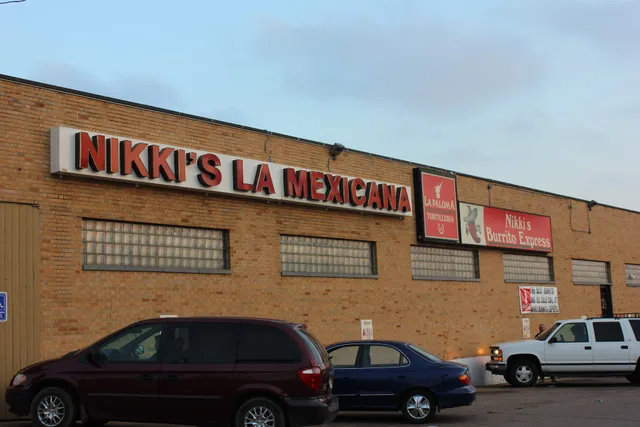 NIKKI'S LA MEXICANA
LA PALOMA
TORTILLERIA
Nikki's
Burrito Express